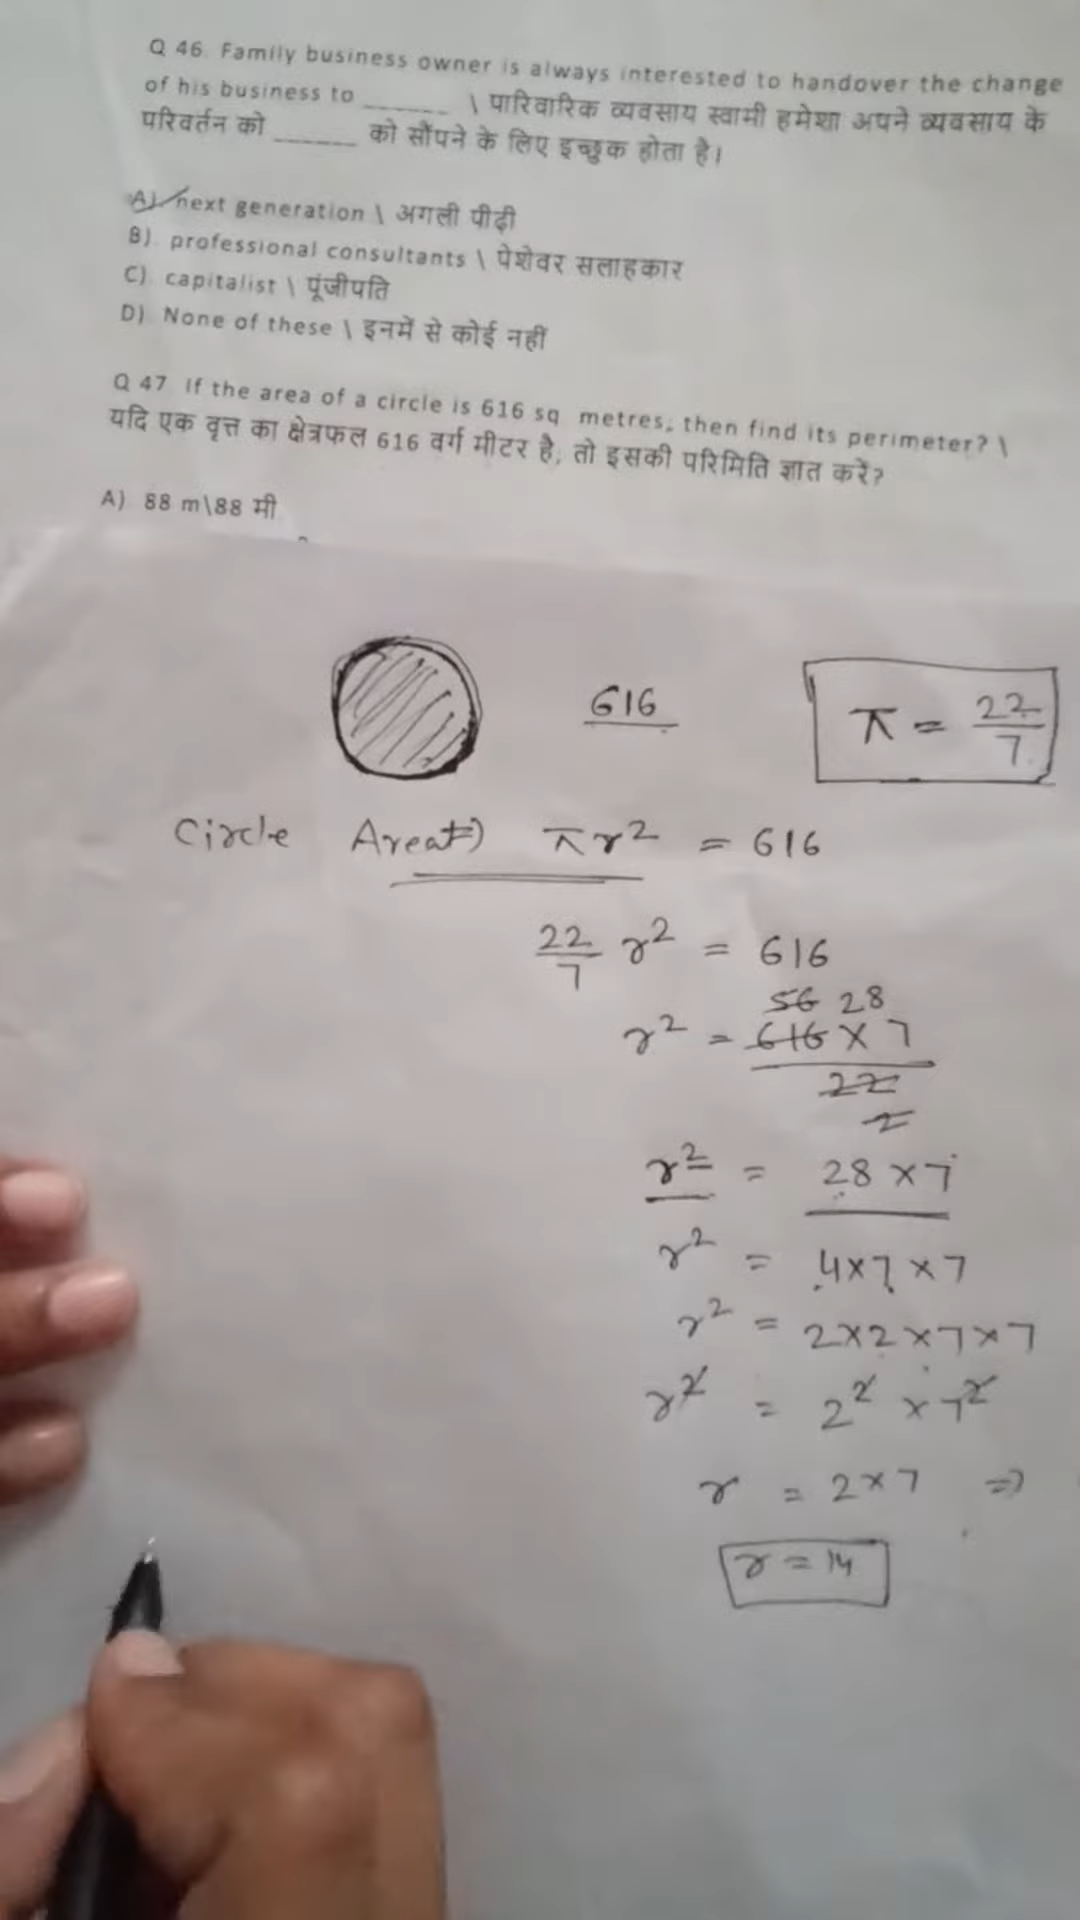 Q 46. Family business owner is always interested to handover the change
of his business to ______ \ पारिवारिक व्यवसाय स्वामी हमेशा अपने व्यवसाय के
परिवर्तन को ______ को सौंपने के लिए इच्छुक होता है।
A) next generation \ अगली पीढ़ी
B). professional consultants \ पेशेवर सलाहकार
C). capitalist \ पूंजीपति
D). None of these \ इनमें से कोई नहीं
Q 47. If the area of a circle is 616 sq. metres, then find its perimeter? \
यदि एक वृत्त का क्षेत्रफल 616 वर्ग मीटर है, तो इसकी परिमिति ज्ञात करें?
A) 88 m\88 मी
616
π = 22/7
Circle Area ⇒ πr² = 616
22/7 r² = 616
56 28
r² = 616 × 7
22
2
r² = 28 × 7
r² = 4×7×7
r² = 2×2×7×7
r² = 2² × 7²
r = 2×7 ⇒
r = 14